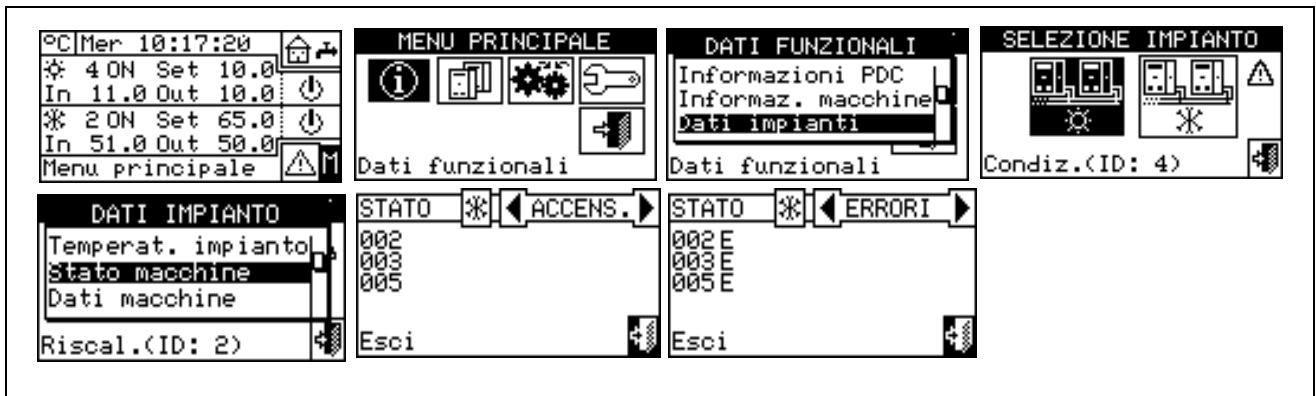 °C Mer 10:17:20
4 ON Set 10.0
In 11.0 Out 10.0
2 ON Set 65.0
In 51.0 Out 50.0
Menu principale M
MENU PRINCIPALE
Dati funzionali
DATI FUNZIONALI
Informazioni PDC
Informaz. macchine
Dati impianti
Dati funzionali
SELEZIONE IMPIANTO
Condiz.(ID: 4)
DATI IMPIANTO
Temperat. impianto
Stato macchine
Dati macchine
Riscal.(ID: 2)
STATO ACCENS.
002
003
005
Esci
STATO ERRORI
002 E
003 E
005 E
Esci